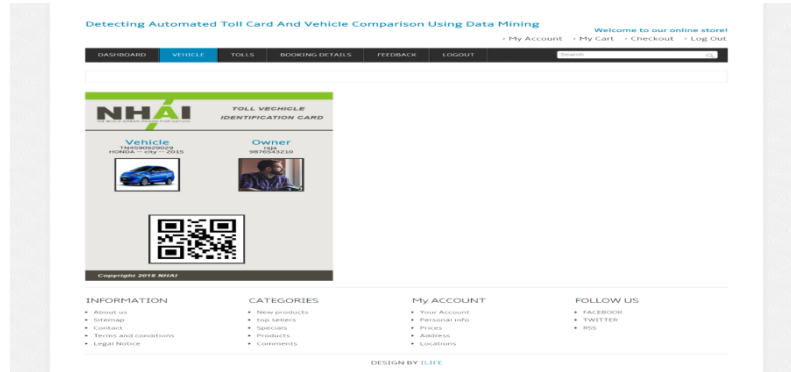 Detecting Automated Toll Card And Vehicle Comparison Using Data Mining
Welcome to our online store!
My Account My Cart Checkout Log Out
DASHBOARD VEHICLE TOLLS BOOKING DETAILS FEEDBACK LOGOUT Search
NHAI
TOLL VECHICLE
IDENTIFICATION CARD
Vehicle
HONDA -- city -- 2015
Owner
raja
9876543210
Copyright 2018 NHAI
INFORMATION
About us
Sitemap
Contact
Terms and conditions
Legal Notice
CATEGORIES
New products
top sellers
Specials
Products
Comments
My ACCOUNT
Your Account
Personal info
Prices
Address
Locations
FOLLOW US
FACEBOOK
TWITTER
RSS
DESIGN BY ILIFE